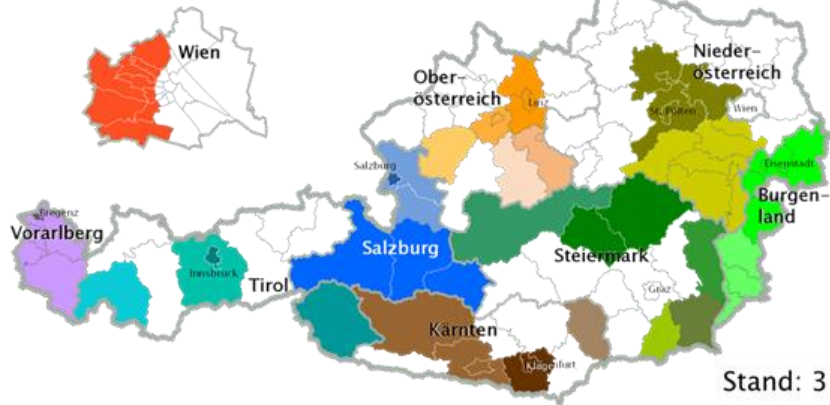 Wien
Nieder-
österreich
Ober-
österreich
Linz
St. Pölten
Wien
Salzburg
Eisenstadt
Burgen-
land
Bregenz
Vorarlberg
Salzburg
Innsbruck
Tirol
Steiermark
Graz
Kärnten
Klagenfurt
Stand: 3